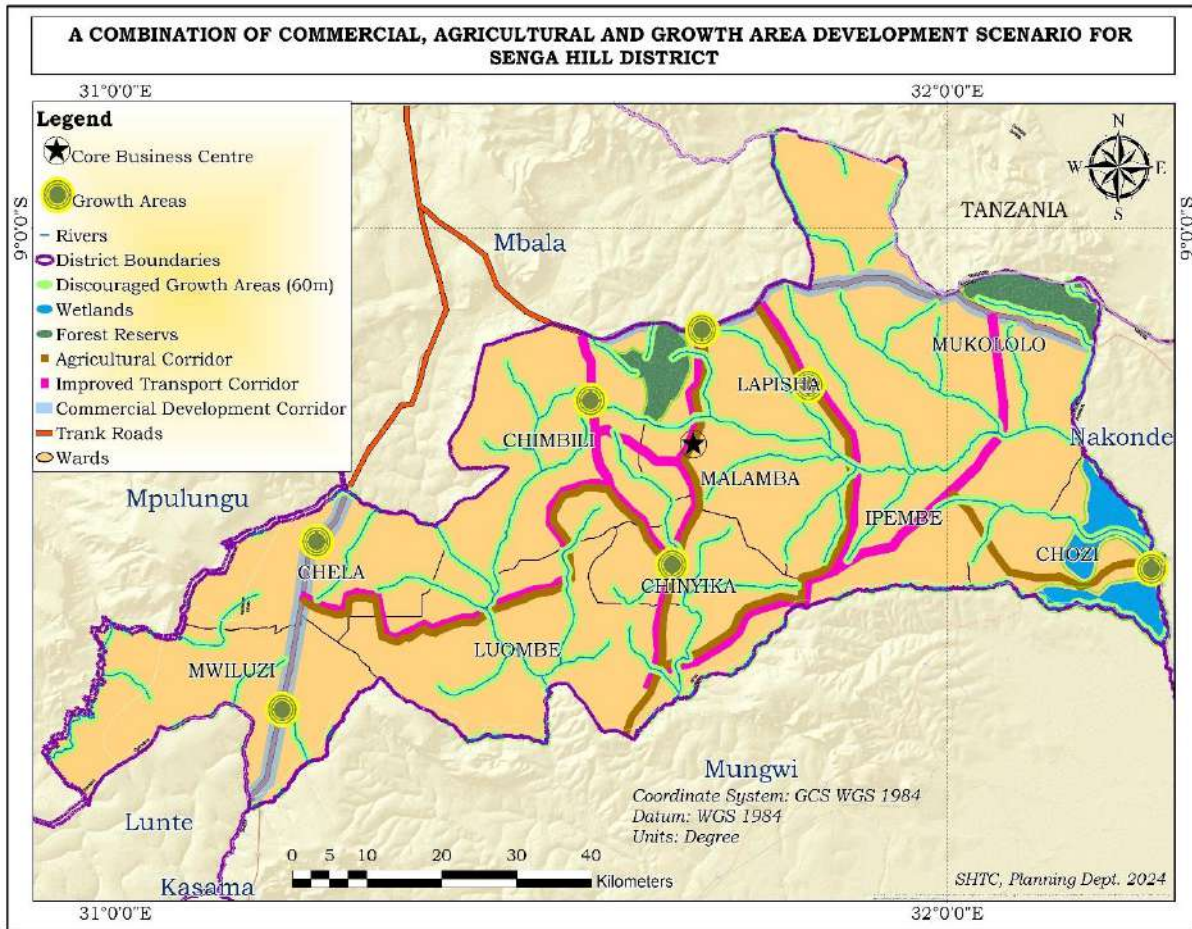 A COMBINATION OF COMMERCIAL, AGRICULTURAL AND GROWTH AREA DEVELOPMENT SCENARIO FOR
SENGA HILL DISTRICT
31°0'0"E
32°0'0"E
Legend
Core Business Centre
Growth Areas
Rivers
District Boundaries
Discouraged Growth Areas (60m)
Wetlands
Forest Reservs
Agricultural Corridor
Improved Transport Corridor
Commercial Development Corridor
Trank Roads
Wards
N
W
E
S
9°0'0"S
9°0'0"S
TANZANIA
Mbala
MUKOLOLO
LAPISHA
CHIMBILI
Nakonde
MALAMBA
Mpulungu
IPEMBE
CHOZI
CHELA
CHINYIKA
LUOMBE
MWILUZI
Mungwi
Coordinate System: GCS WGS 1984
Datum: WGS 1984
Units: Degree
Lunte
Kasama
0 5 10 20 30 40
Kilometers
SHTC, Planning Dept. 2024
31°0'0"E
32°0'0"E